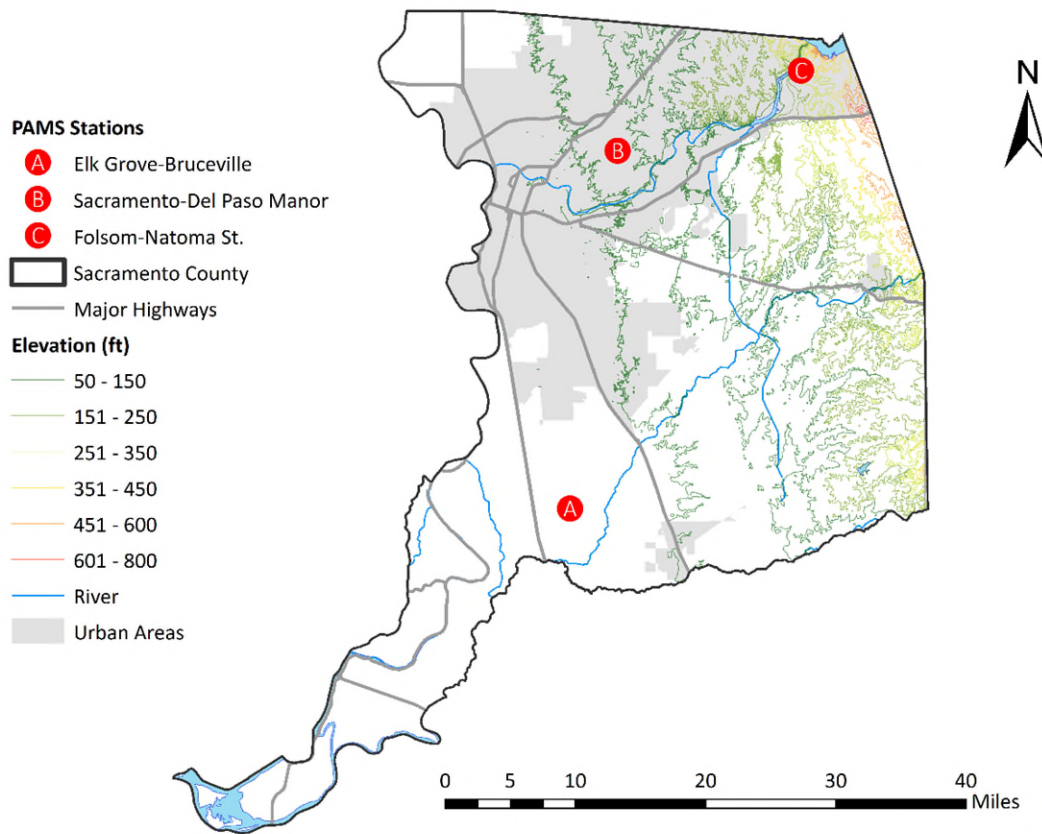 PAMS Stations
A Elk Grove-Bruceville
B Sacramento-Del Paso Manor
C Folsom-Natoma St.
Sacramento County
Major Highways
Elevation (ft)
50 - 150
151 - 250
251 - 350
351 - 450
451 - 600
601 - 800
River
Urban Areas
C
B
A
N
0 5 10 20 30 40
Miles